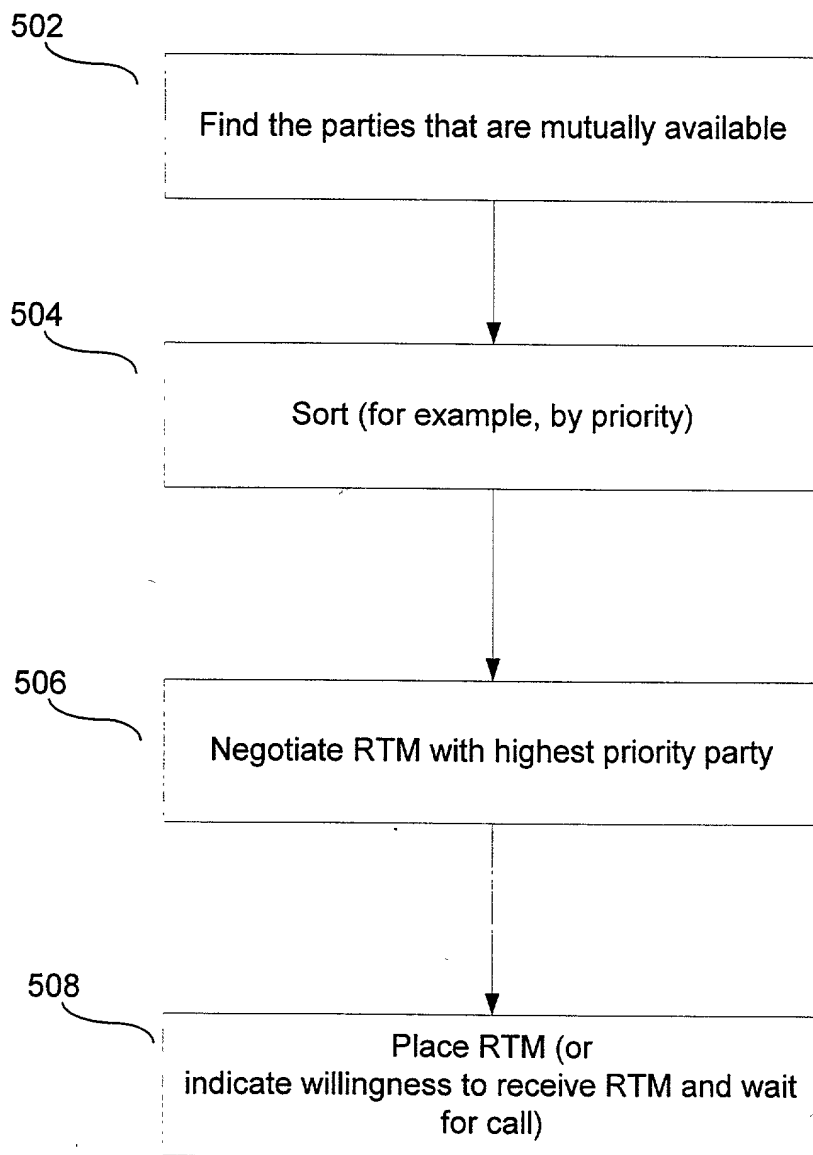 502
Find the parties that are mutually available
504
Sort (for example, by priority)
506
Negotiate RTM with highest priority party
508
Place RTM (or
indicate willingness to receive RTM and wait
for call)